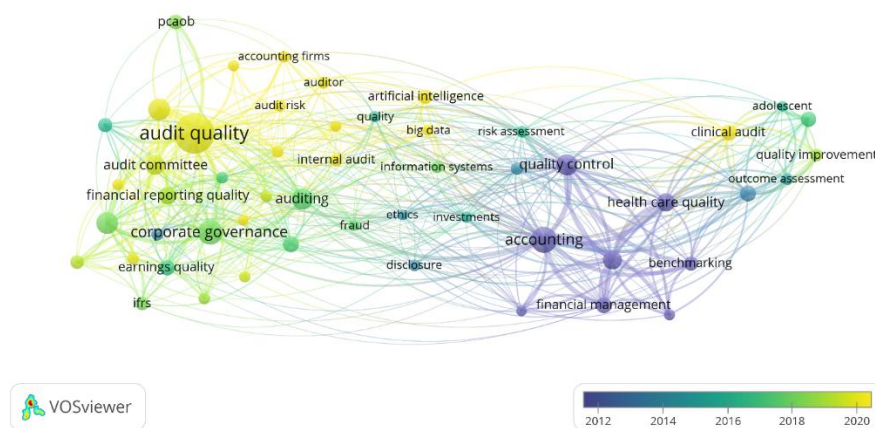 pcaob
accounting firms
auditor
artificial intelligence
adolescent
audit risk
quality
audit quality
big data
risk assessment
clinical audit
audit committee
internal audit
information systems
quality control
quality improvement
outcome assessment
financial reporting quality
auditing
health care quality
ethics
investments
corporate governance
fraud
accounting
earnings quality
disclosure
benchmarking
ifrs
financial management
VOSviewer
2012 2014 2016 2018 2020